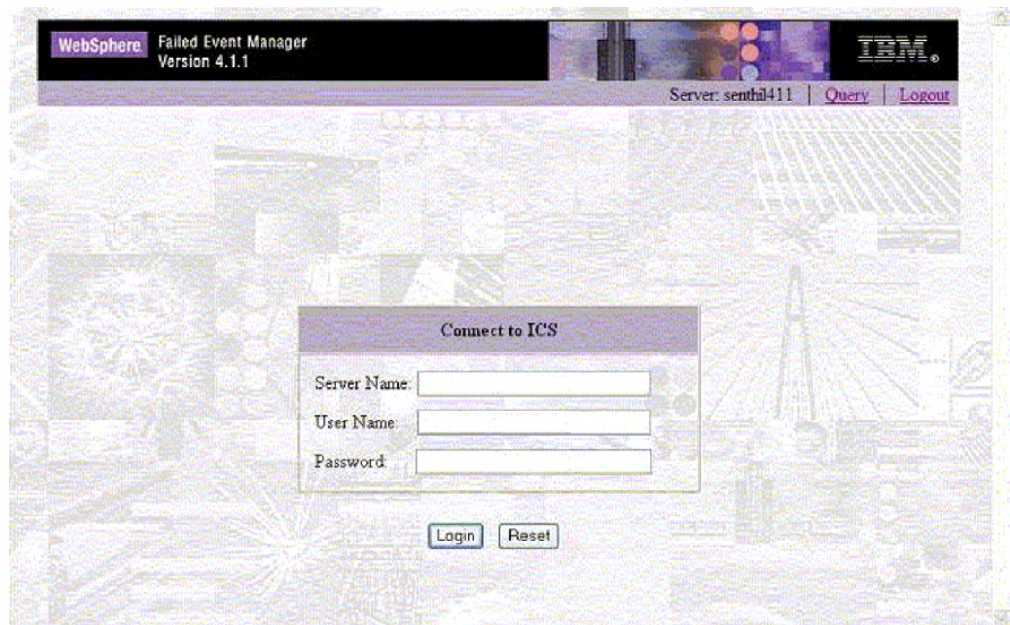 WebSphere Failed Event Manager
Version 4.1.1
IBM®
Server: senthil411 | Query | Logout
Connect to ICS
Server Name:
User Name:
Password:
Login Reset